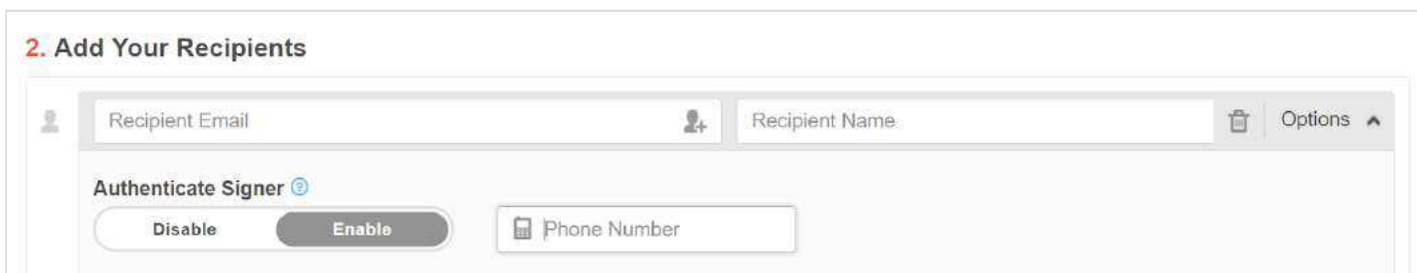 2. Add Your Recipients
Recipient Email Recipient Name Options
Authenticate Signer ?
Disable Enable Phone Number